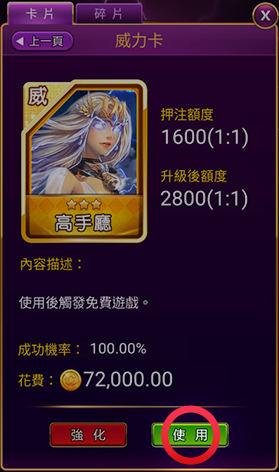 卡片
碎片
上一頁
威力卡
威
高手廳
押注額度
1600(1:1)
升級後額度
2800(1:1)
內容描述：
使用後觸發免費遊戲。
成功機率： 100.00%
花費： 72,000.00
強化
使用